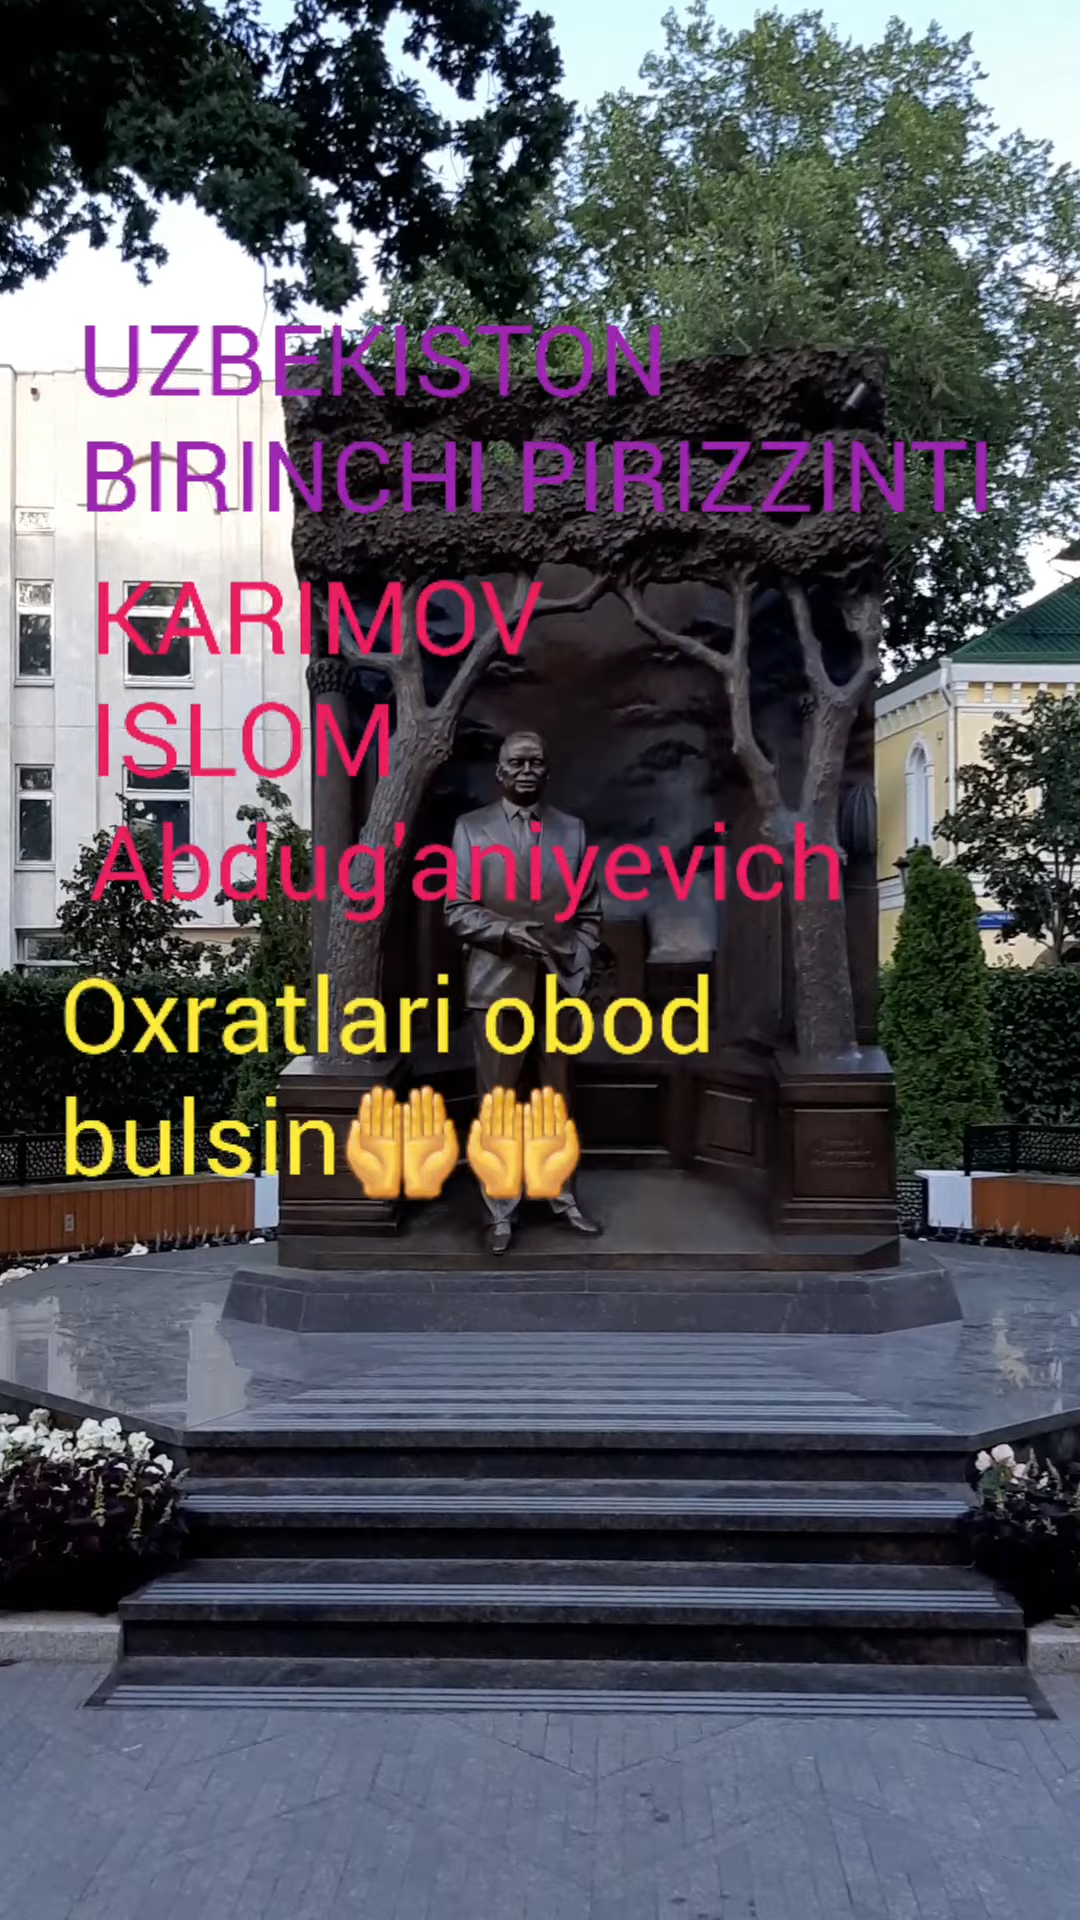 UZBEKISTON
BIRINCHI PIRIZZINTI
KARIMOV
ISLOM
Abdug'aniyevich
Oxratlari obod
bulsin🤲🤲